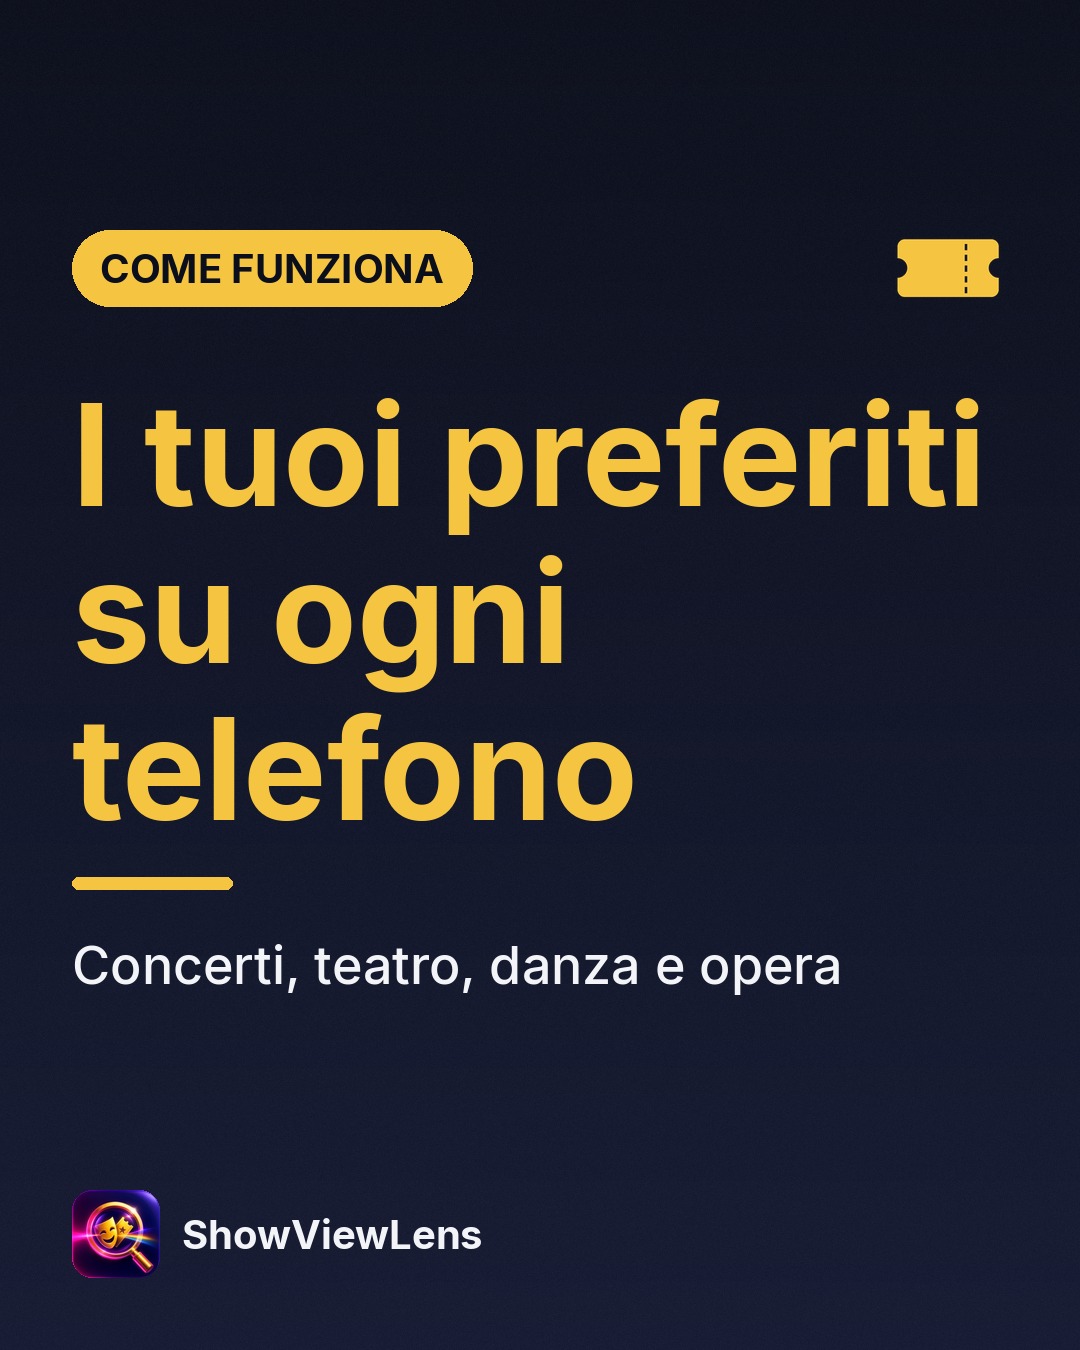 COME FUNZIONA
I tuoi preferiti
su ogni
telefono
Concerti, teatro, danza e opera
ShowViewLens